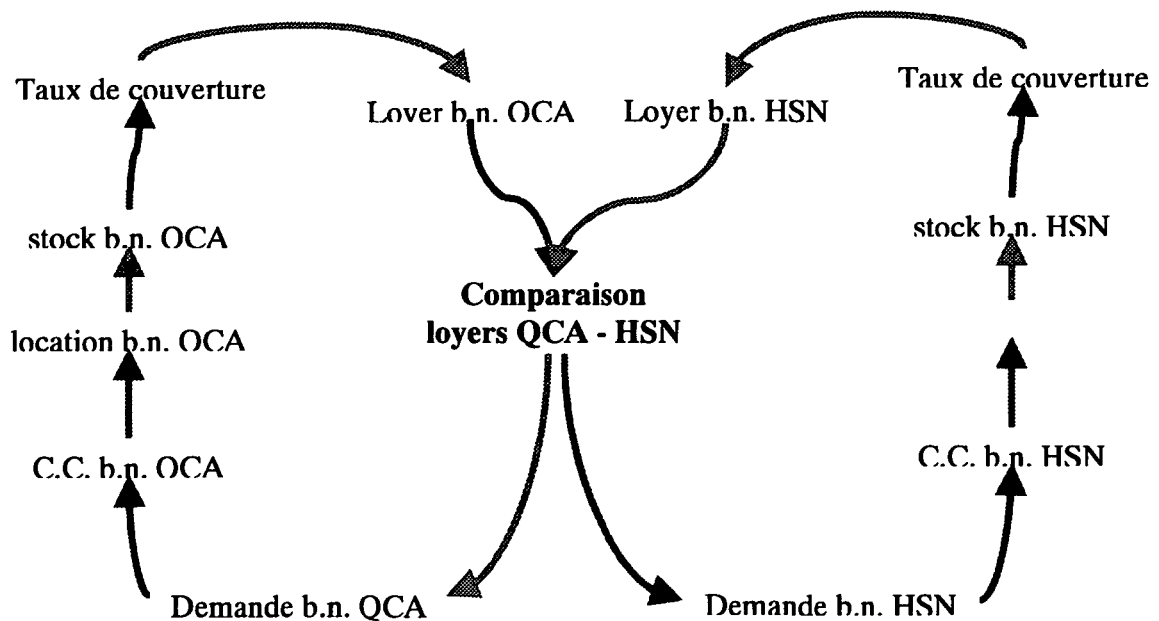 Taux de couverture
Lover b.n. OCA
Loyer b.n. HSN
Taux de couverture
stock b.n. OCA
stock b.n. HSN
Comparaison
loyers QCA - HSN
location b.n. OCA
C.C. b.n. OCA
C.C. b.n. HSN
Demande b.n. QCA
Demande b.n. HSN